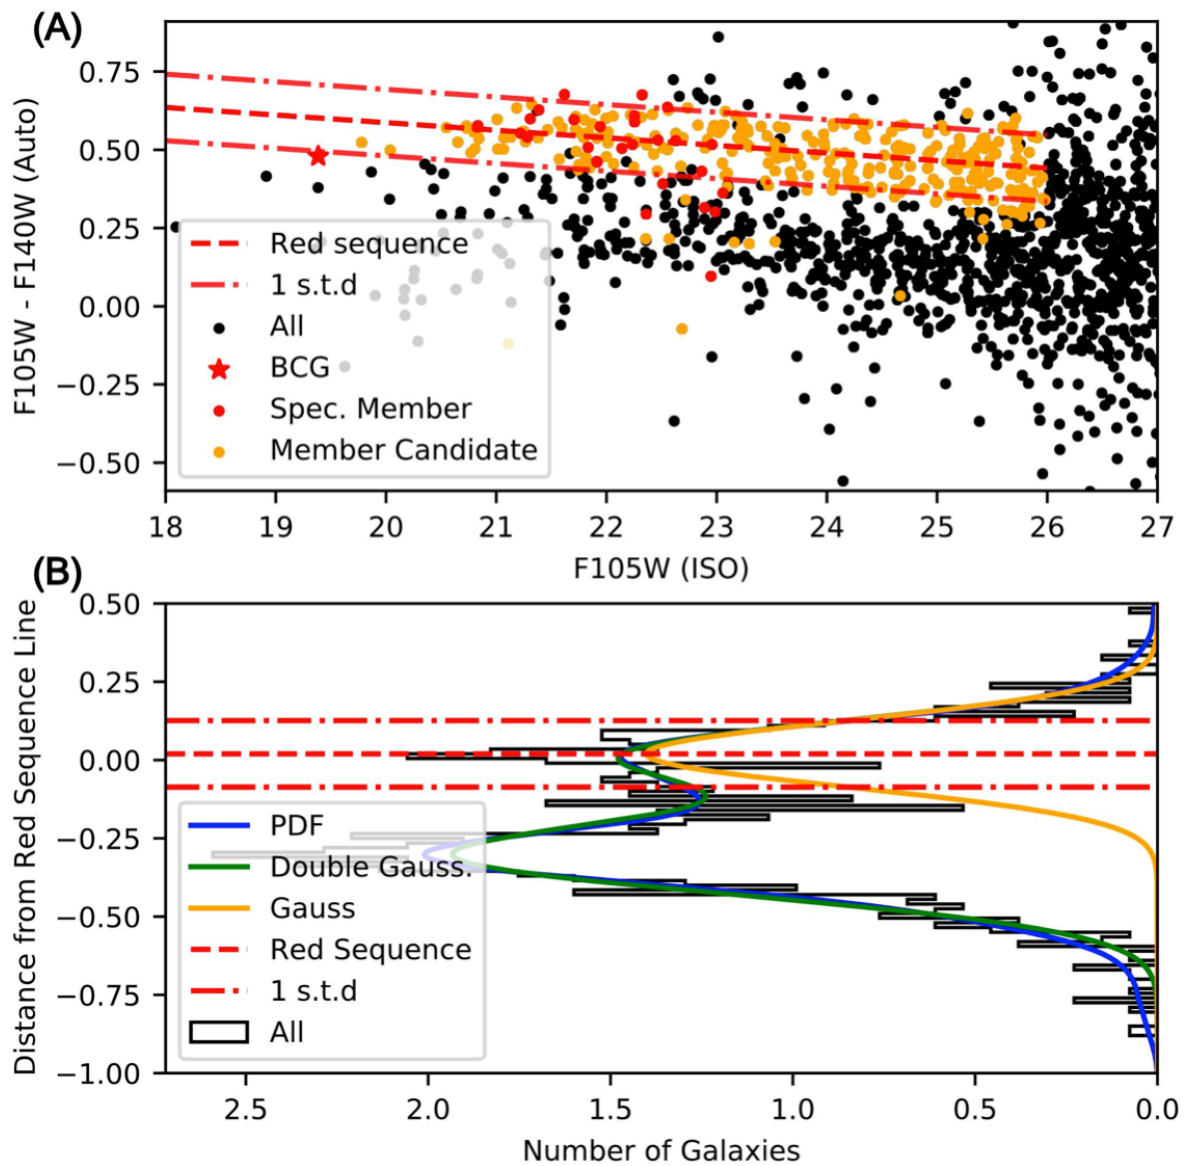 (A)
F105W - F140W (Auto)
0.75
0.50
0.25
0.00
−0.25
−0.50
Red sequence
1 s.t.d
All
BCG
Spec. Member
Member Candidate
18 19 20 21 22 23 24 25 26 27
F105W (ISO)
(B)
Distance from Red Sequence Line
0.50
0.25
0.00
−0.25
−0.50
−0.75
−1.00
PDF
Double Gauss.
Gauss
Red Sequence
1 s.t.d
All
2.5 2.0 1.5 1.0 0.5 0.0
Number of Galaxies